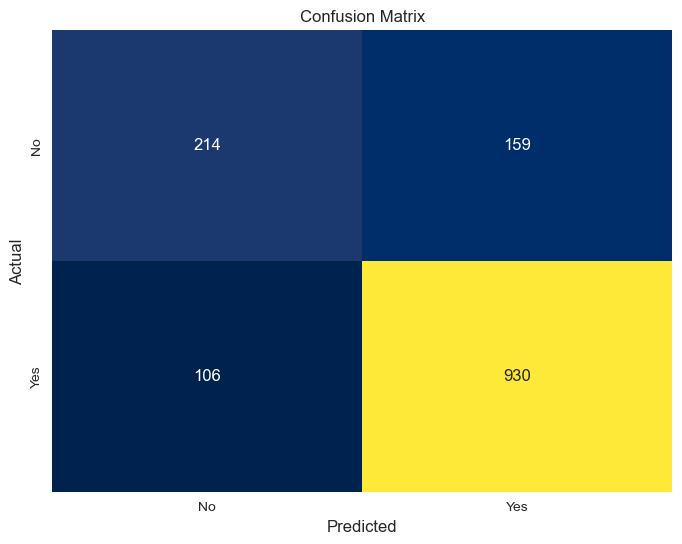 Confusion Matrix
No
214
159
Actual
Yes
106
930
No
Yes
Predicted